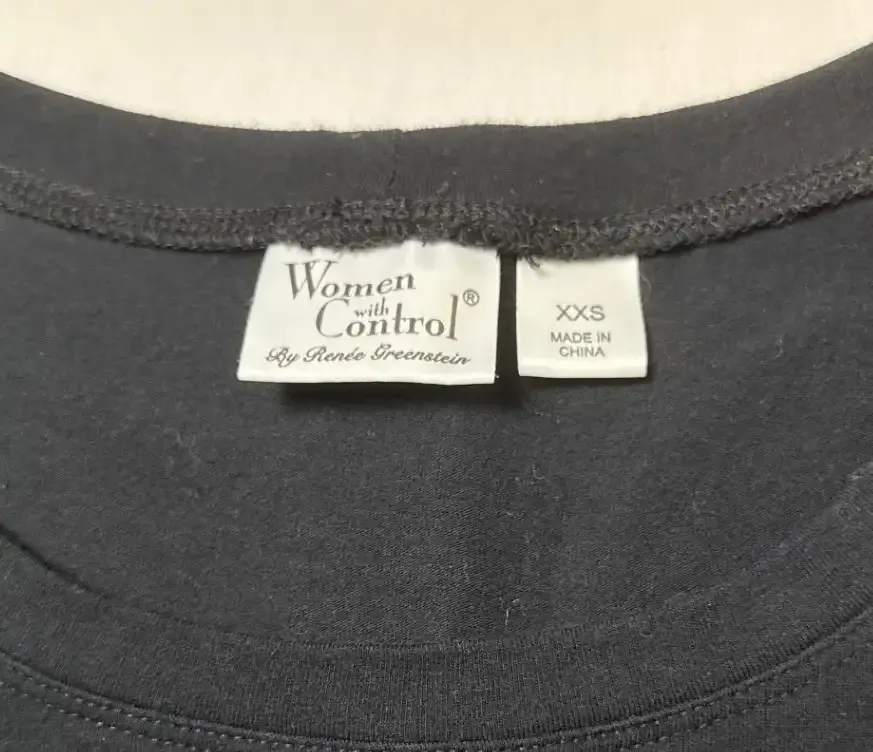 Women
with
Control®
By Renée Greenstein
XXS
MADE IN
CHINA